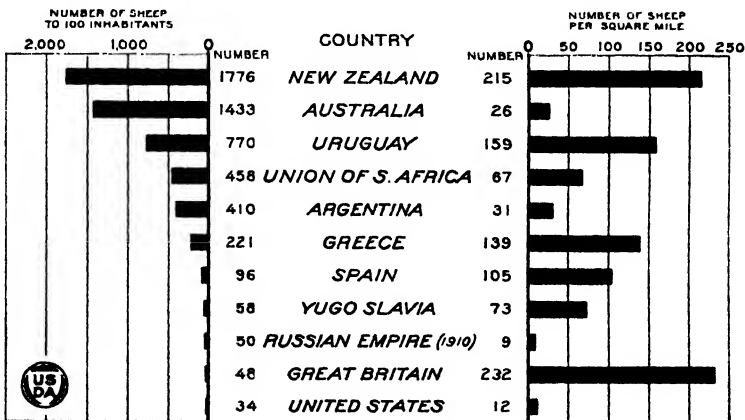 NUMBER OF SHEEP
TO 100 INHABITANTS
NUMBER OF SHEEP
PER SQUARE MILE
2,000 1,000 0 NUMBER COUNTRY NUMBER 0 50 100 150 200 250
1776 NEW ZEALAND 215
1433 AUSTRALIA 26
770 URUGUAY 159
458 UNION OF S. AFRICA 67
410 ARGENTINA 31
221 GREECE 139
96 SPAIN 105
58 YUGO SLAVIA 73
50 RUSSIAN EMPIRE (1910) 9
48 GREAT BRITAIN 232
34 UNITED STATES 12
US
DA